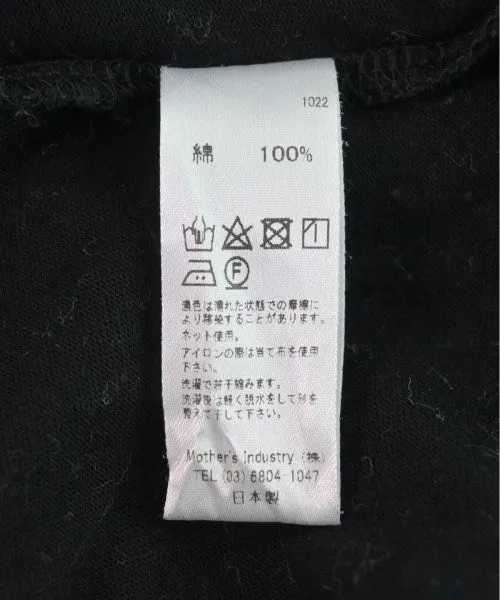 1022
綿 100%
F
濃色は濡れた状態での摩擦に
より移染することがあります。
ネット使用。
アイロンの際は当て布を使用
下さい。
洗濯で若干縮みます。
洗濯後は軽く脱水をして形を
整えて干して下さい。
Mother's Industry (株)
TEL (03) 6804-1047
日本製